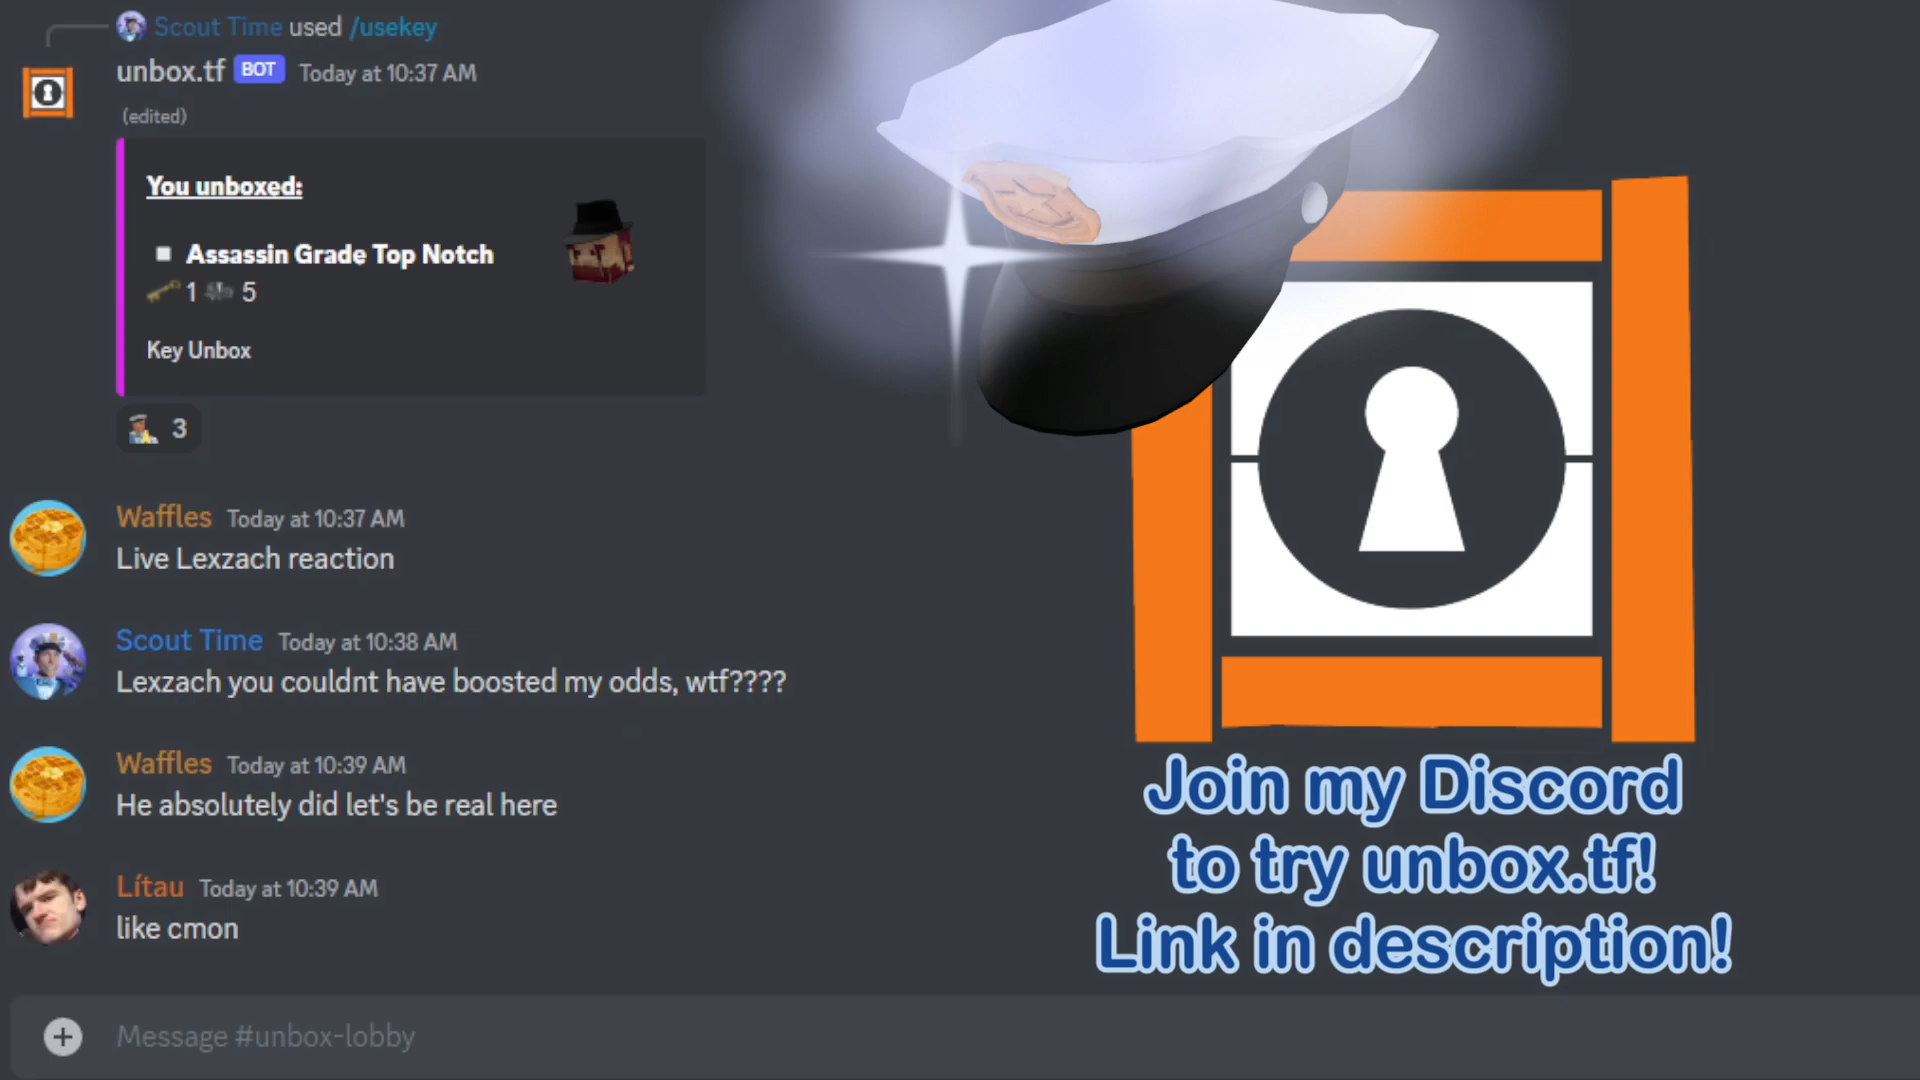 Scout Time used /usekey
unbox.tf BOT Today at 10:37 AM
(edited)
You unboxed:
Assassin Grade Top Notch
1 5
Key Unbox
3
Waffles Today at 10:37 AM
Live Lexzach reaction
Scout Time Today at 10:38 AM
Lexzach you couldnt have boosted my odds, wtf????
Waffles Today at 10:39 AM
He absolutely did let's be real here
Lítau Today at 10:39 AM
like cmon
Message #unbox-lobby
Join my Discord
to try unbox.tf!
Link in description!